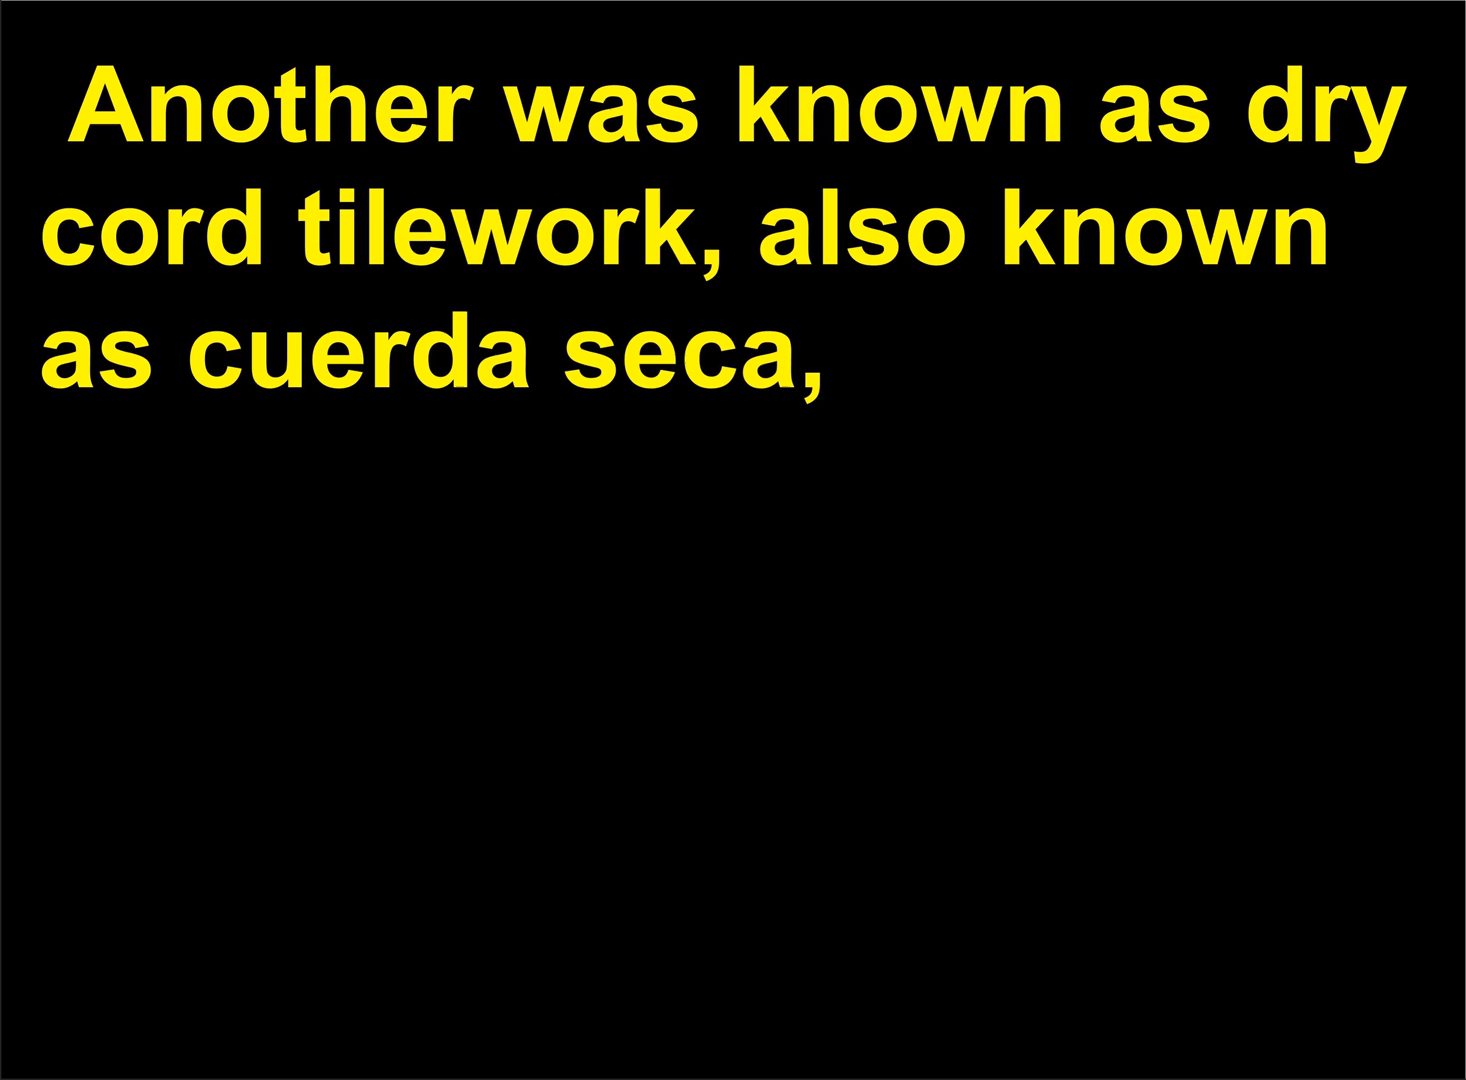 Another was known as dry
cord tilework, also known
as cuerda seca,